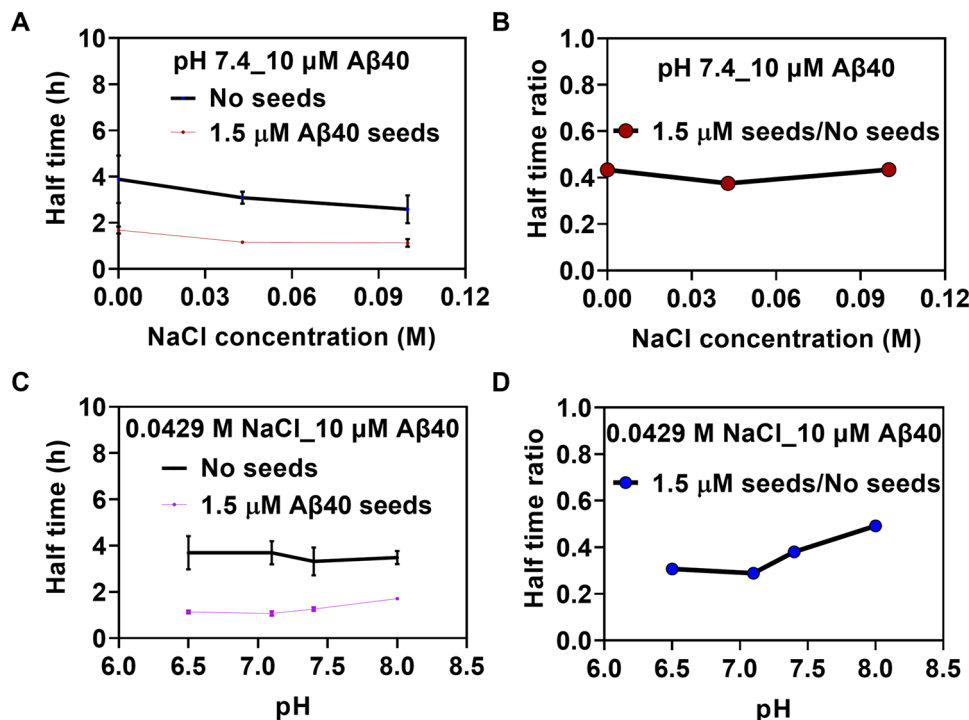 A
10
8
6
4
2
0
Half time (h)
pH 7.4_10 µM Aβ40
No seeds
1.5 μM Aβ40 seeds
0.00 0.03 0.06 0.09 0.12
NaCl concentration (M)
B
1.0
0.8
0.6
0.4
0.2
0.0
Half time ratio
pH 7.4_10 µM Aβ40
1.5 μM seeds/No seeds
0.00 0.03 0.06 0.09 0.12
NaCl concentration (M)
C
10
8
6
4
2
0
Half time (h)
0.0429 M NaCl_10 µM Aβ40
No seeds
1.5 μM Aβ40 seeds
6.0 6.5 7.0 7.5 8.0 8.5
pH
D
1.0
0.8
0.6
0.4
0.2
0.0
Half time ratio
0.0429 M NaCl_10 µM Aβ40
1.5 μM seeds/No seeds
6.0 6.5 7.0 7.5 8.0 8.5
pH